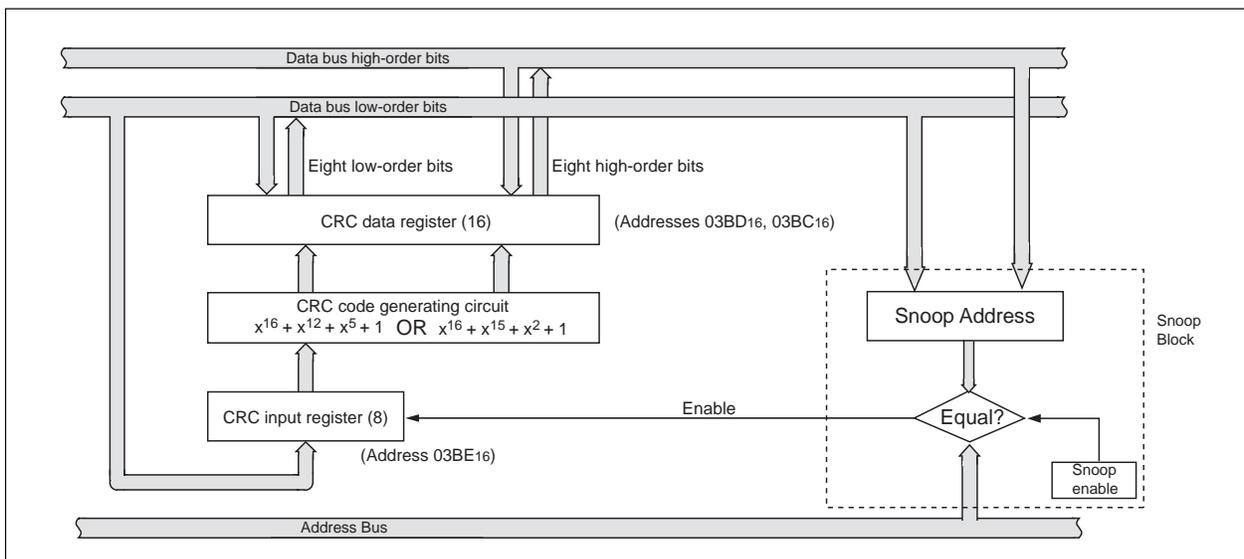 Data bus high-order bits
Data bus low-order bits
Eight low-order bits
Eight high-order bits
CRC data register (16)
(Addresses 03BD16, 03BC16)
CRC code generating circuit
x16 + x12 + x5 + 1 OR x16 + x15 + x2 + 1
Snoop Address
Snoop
Block
CRC input register (8)
Enable
Equal?
(Address 03BE16)
Snoop
enable
Address Bus